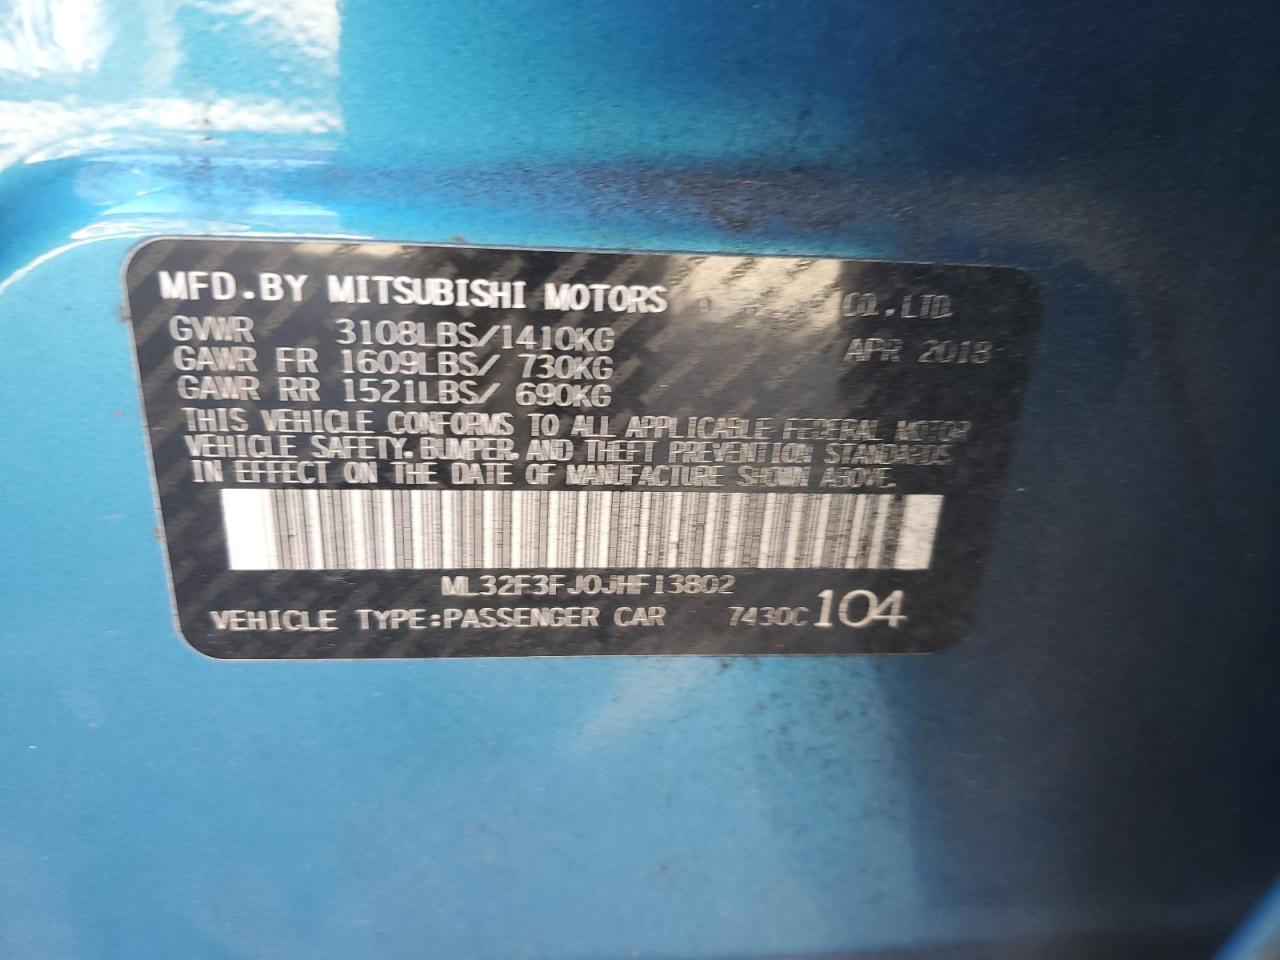 MFD.BY MITSUBISHI MOTORS CO.,LTD.
GVWR 3108LBS/1410KG APR 2018
GAWR FR 1609LBS/ 730KG
GAWR RR 1521LBS/ 690KG
THIS VEHICLE CONFORMS TO ALL APPLICABLE FEDERAL MOTOR
VEHICLE SAFETY, BUMPER, AND THEFT PREVENTION STANDARDS
IN EFFECT ON THE DATE OF MANUFACTURE SHOWN ABOVE.
ML32F3FJ0JHF13802
VEHICLE TYPE:PASSENGER CAR 7430C 104